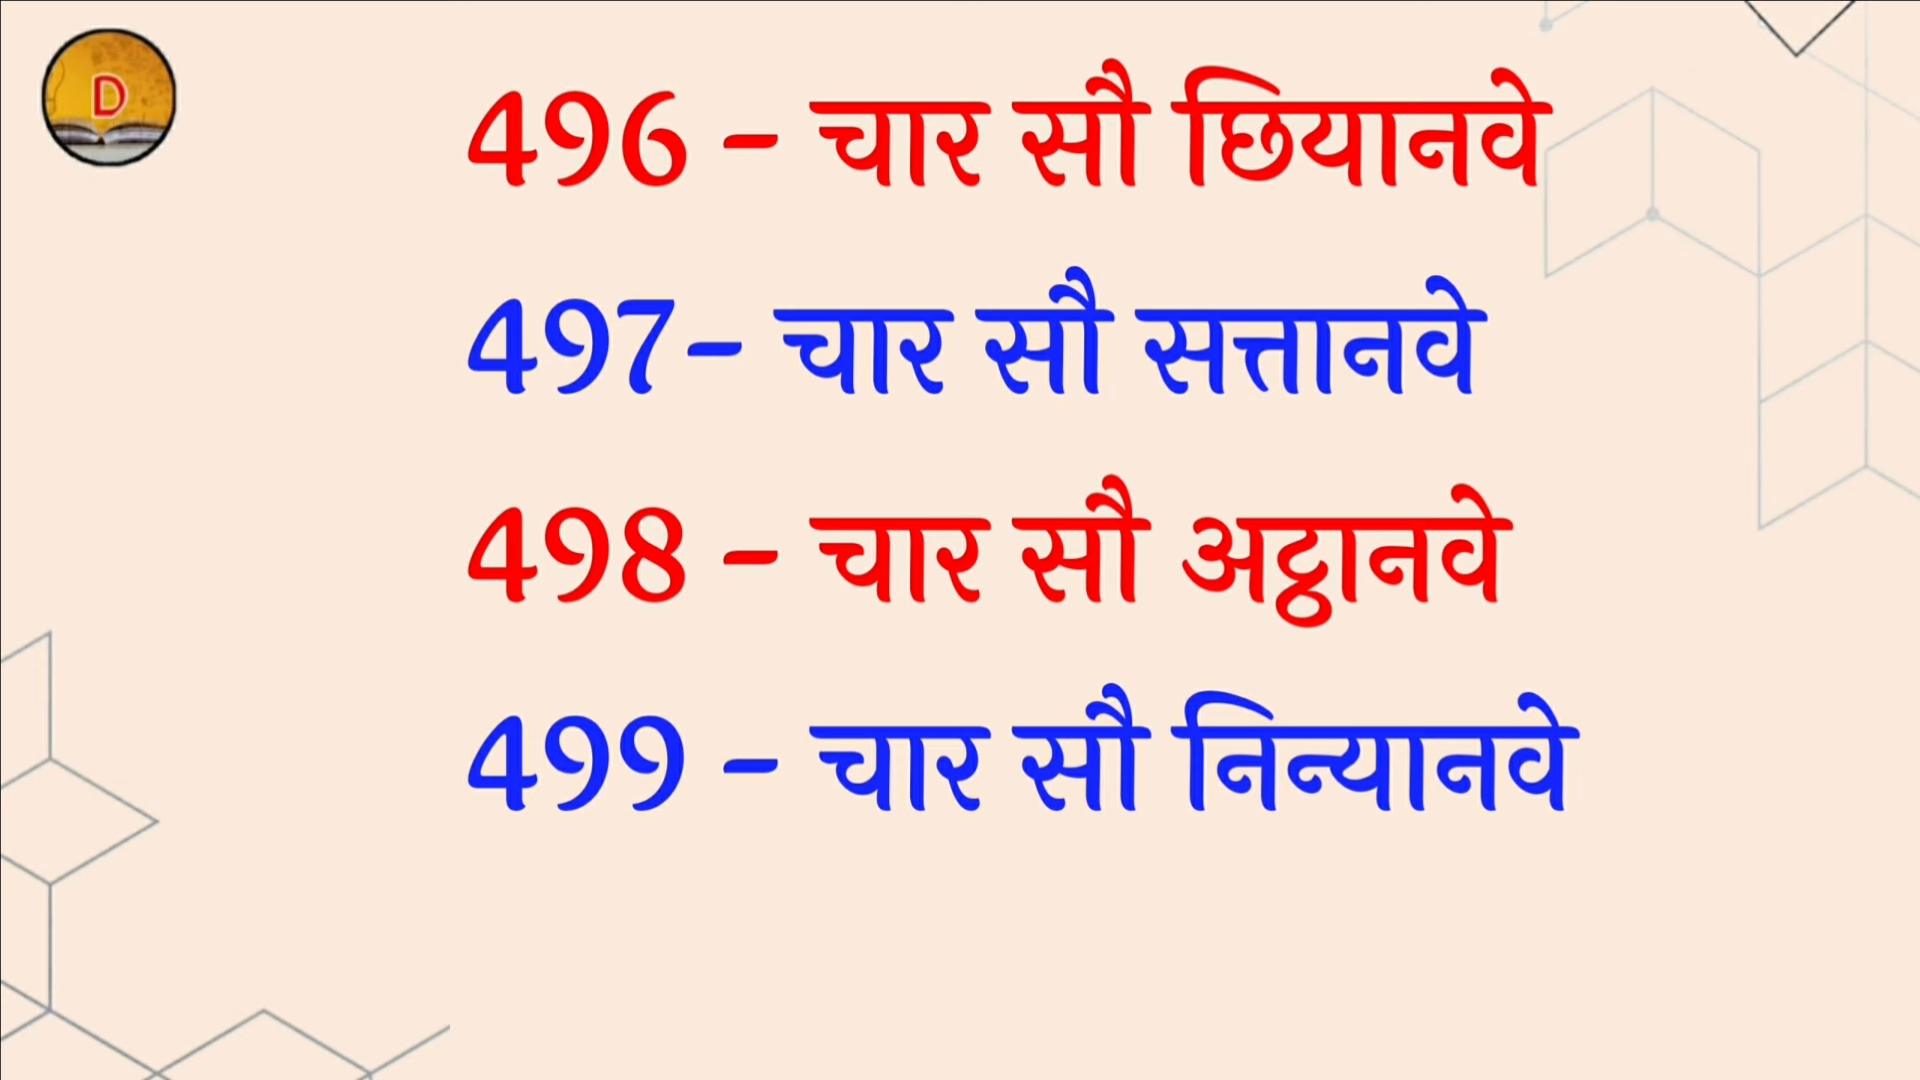 D
496 - चार सौ छियानवे
497- चार सौ सत्तानवे
498 - चार सौ अट्ठानवे
499 - चार सौ निन्यानवे